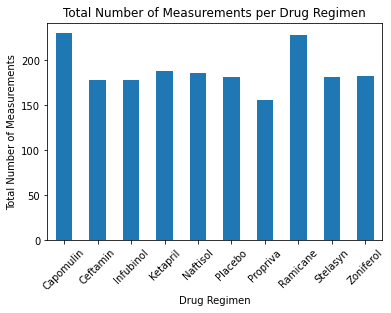 Total Number of Measurements per Drug Regimen
Total Number of Measurements
200
150
100
50
0
Capomulin
Ceftamin
Infubinol
Ketapril
Naftisol
Placebo
Propriva
Ramicane
Stelasyn
Zoniferol
Drug Regimen